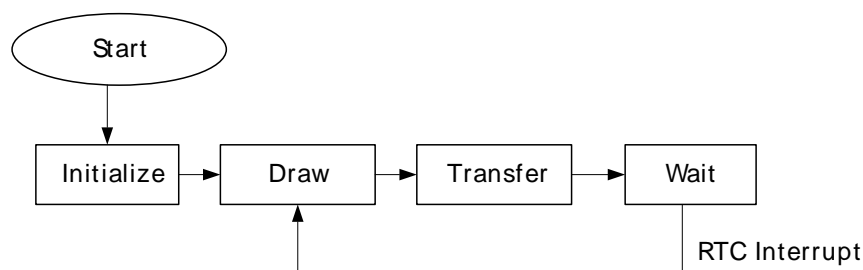 Start
Initialize
Draw
Transfer
Wait
RTC Interrupt